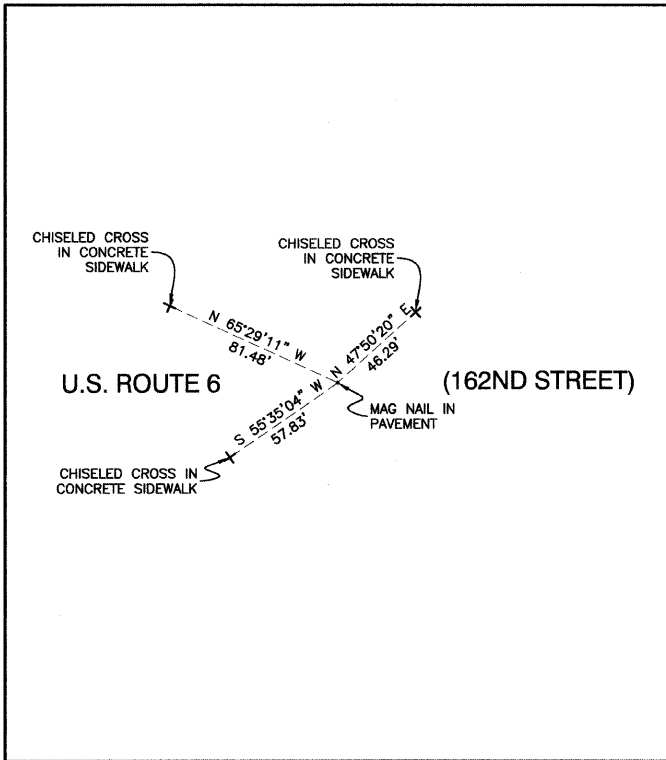 CHISELED CROSS
IN CONCRETE
SIDEWALK
CHISELED CROSS
IN CONCRETE
SIDEWALK
N 65°29'11" W
81.48'
N 47°50'20" E
46.29'
U.S. ROUTE 6
(162ND STREET)
S 55°35'04" W
57.83'
MAG NAIL IN
PAVEMENT
CHISELED CROSS IN
CONCRETE SIDEWALK